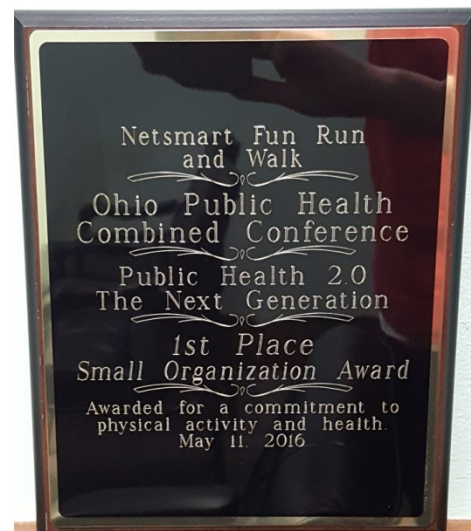 Netsmart Fun Run
and Walk
Ohio Public Health
Combined Conference
Public Health 2.0
The Next Generation
1st Place
Small Organization Award
Awarded for a commitment to
physical activity and health.
May 11, 2016